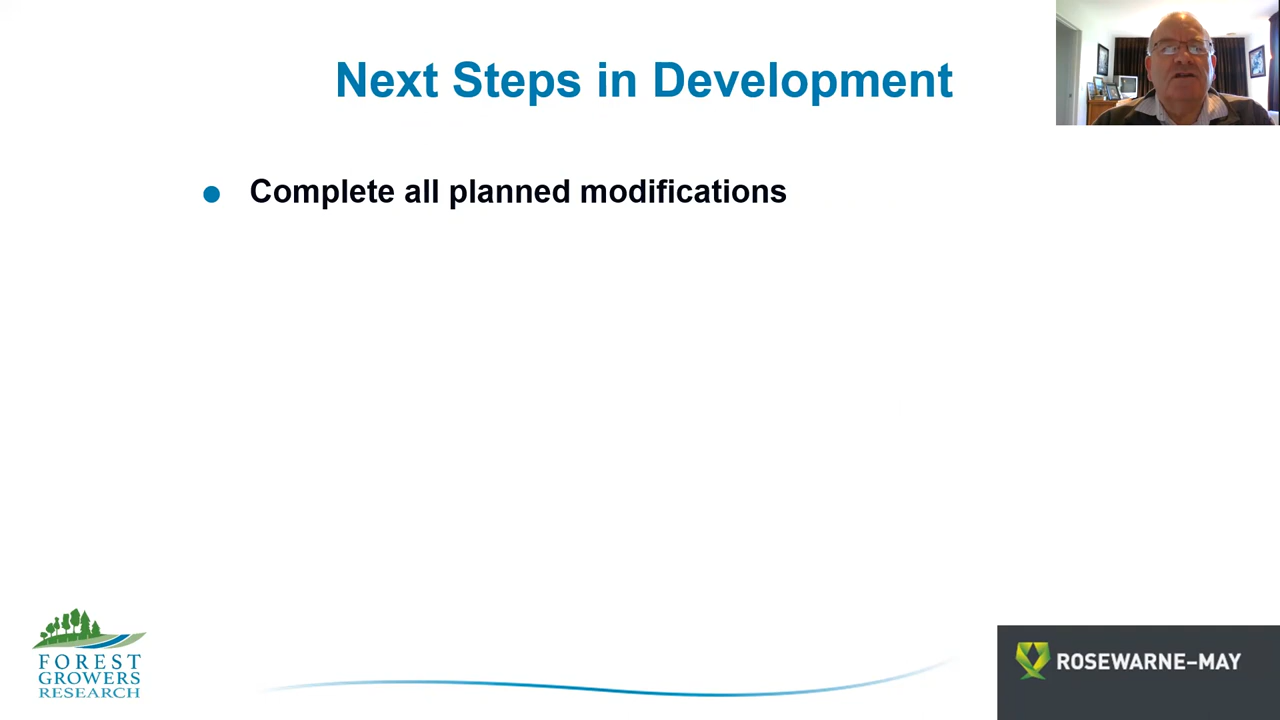 Next Steps in Development
Complete all planned modifications
FOREST
GROWERS
RESEARCH
ROSEWARNE–MAY